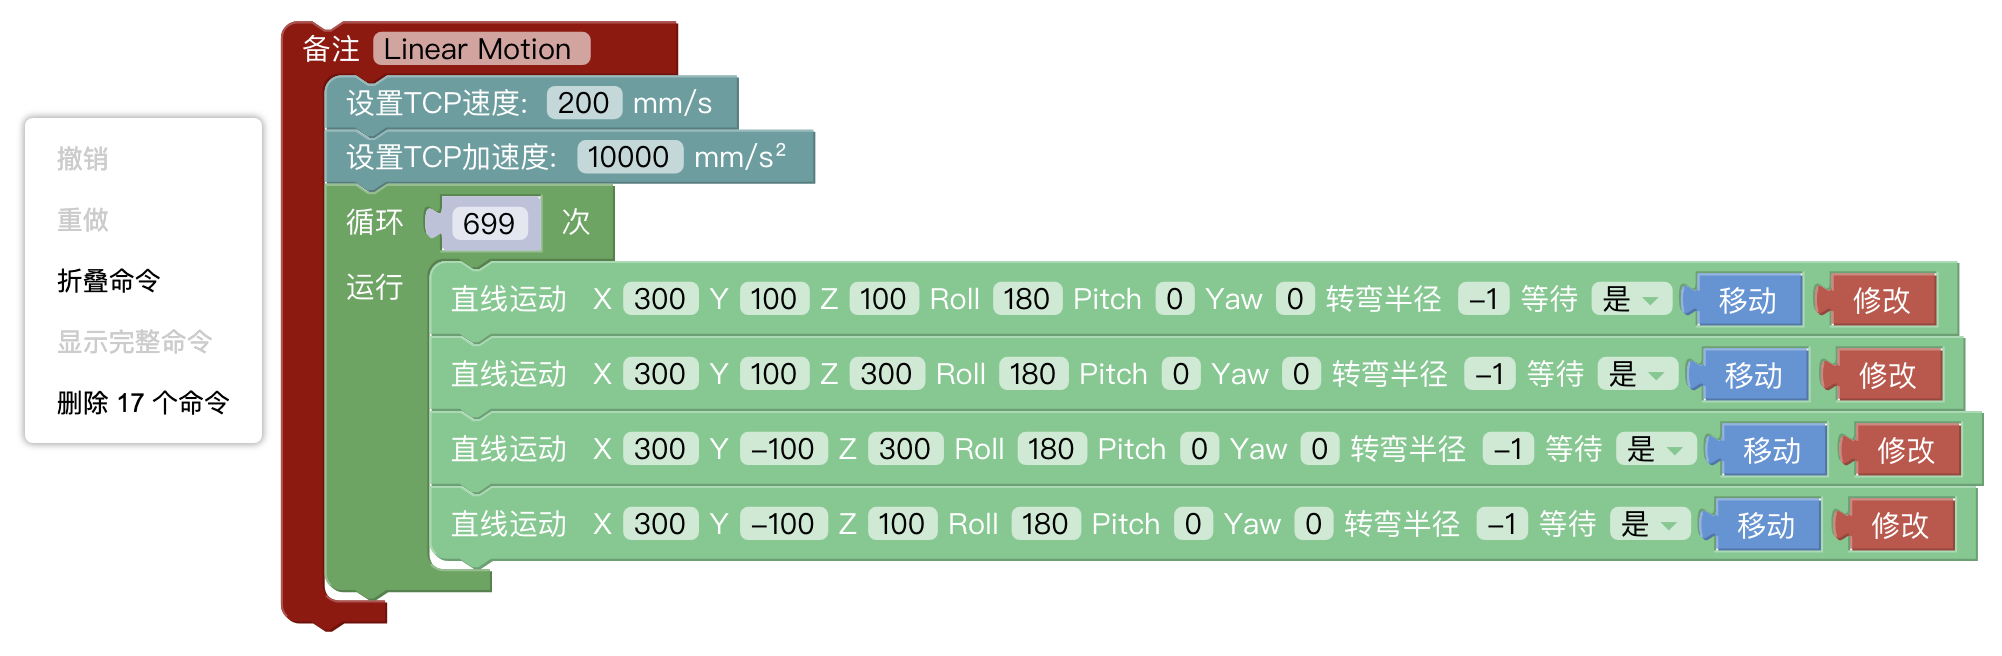 备注 Linear Motion
设置TCP速度: 200 mm/s
设置TCP加速度: 10000 mm/s²
循环 699 次
运行
直线运动 X 300 Y 100 Z 100 Roll 180 Pitch 0 Yaw 0 转弯半径 -1 等待 是 移动 修改
直线运动 X 300 Y 100 Z 300 Roll 180 Pitch 0 Yaw 0 转弯半径 -1 等待 是 移动 修改
直线运动 X 300 Y -100 Z 300 Roll 180 Pitch 0 Yaw 0 转弯半径 -1 等待 是 移动 修改
直线运动 X 300 Y -100 Z 100 Roll 180 Pitch 0 Yaw 0 转弯半径 -1 等待 是 移动 修改
撤销
重做
折叠命令
显示完整命令
删除 17 个命令